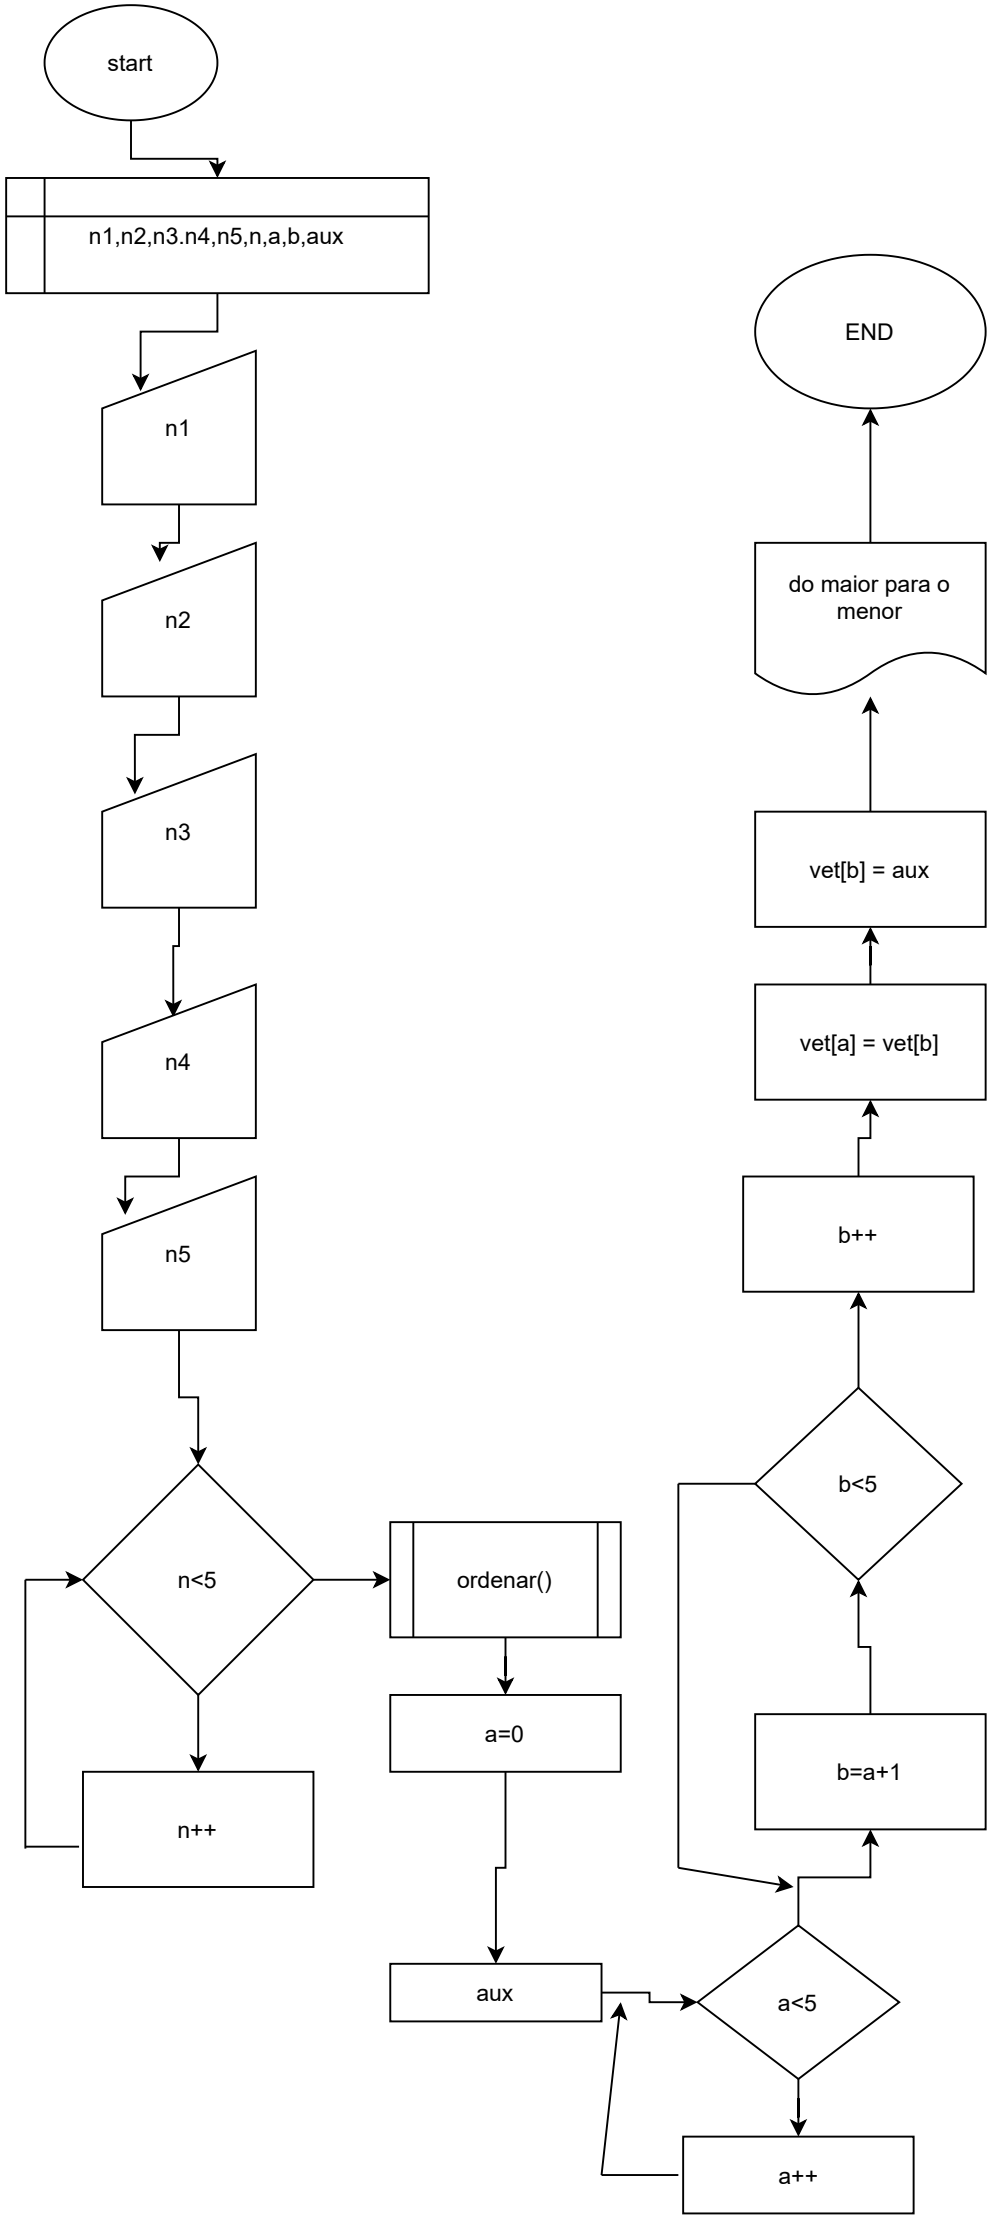 start
n1,n2,n3.n4,n5,n,a,b,aux
n1
n2
n3
n4
n5
n<5
n++
ordenar()
a=0
aux
a<5
a++
b=a+1
b<5
b++
vet[a] = vet[b]
vet[b] = aux
do maior para o
menor
END